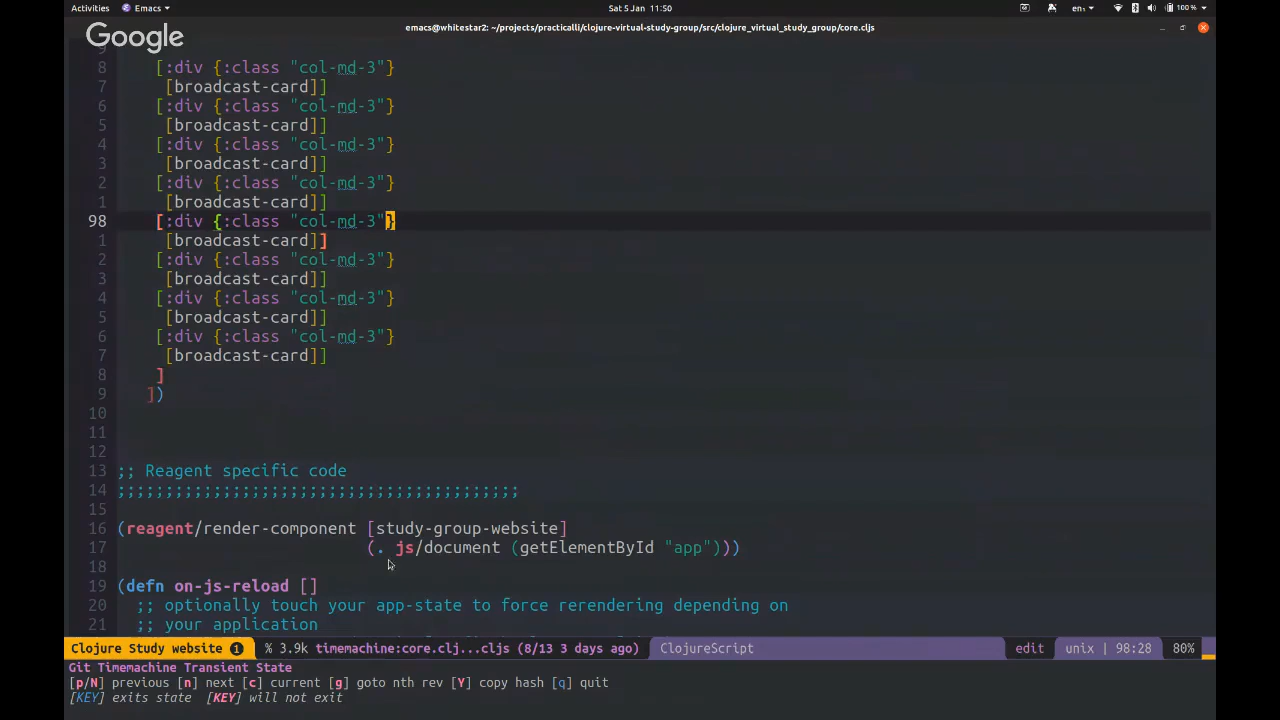 Activities Emacs Sat 5 Jan 11:50 en₁ 100 %
Google
emacs@whitestar2: ~/projects/practicalli/clojure-virtual-study-group/src/clojure_virtual_study_group/core.cljs
9
8 [:div {:class "col-md-3"}
7 [broadcast-card]]
6 [:div {:class "col-md-3"}
5 [broadcast-card]]
4 [:div {:class "col-md-3"}
3 [broadcast-card]]
2 [:div {:class "col-md-3"}
1 [broadcast-card]]
98 [:div {:class "col-md-3"}
1 [broadcast-card]]
2 [:div {:class "col-md-3"}
3 [broadcast-card]]
4 [:div {:class "col-md-3"}
5 [broadcast-card]]
6 [:div {:class "col-md-3"}
7 [broadcast-card]]
8 ]
9 ])
10
11
12
13 ;; Reagent specific code
14 ;;;;;;;;;;;;;;;;;;;;;;;;;;;;;;;;;;;;;;;;;;
15
16 (reagent/render-component [study-group-website]
17 (. js/document (getElementById "app")))
18
19 (defn on-js-reload []
20 ;; optionally touch your app-state to force rerendering depending on
21 ;; your application
Clojure Study website 1 % 3.9k timemachine:core.clj...cljs (8/13 3 days ago) ClojureScript edit unix | 98:28 80%
Git Timemachine Transient State
[p/N] previous [n] next [c] current [g] goto nth rev [Y] copy hash [q] quit
[KEY] exits state [KEY] will not exit